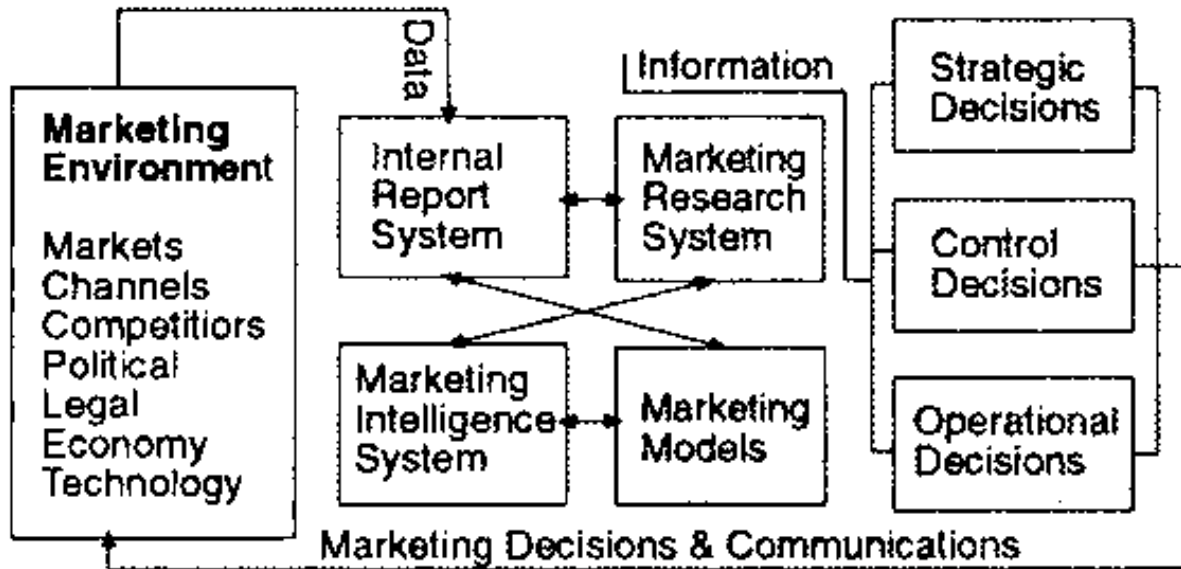 Marketing
Environment
Markets
Channels
Competitiors
Political
Legal
Economy
Technology
Data
Internal
Report
System
Marketing
Research
System
Marketing
Intelligence
System
Marketing
Models
Information
Strategic
Decisions
Control
Decisions
Operational
Decisions
Marketing Decisions & Communications